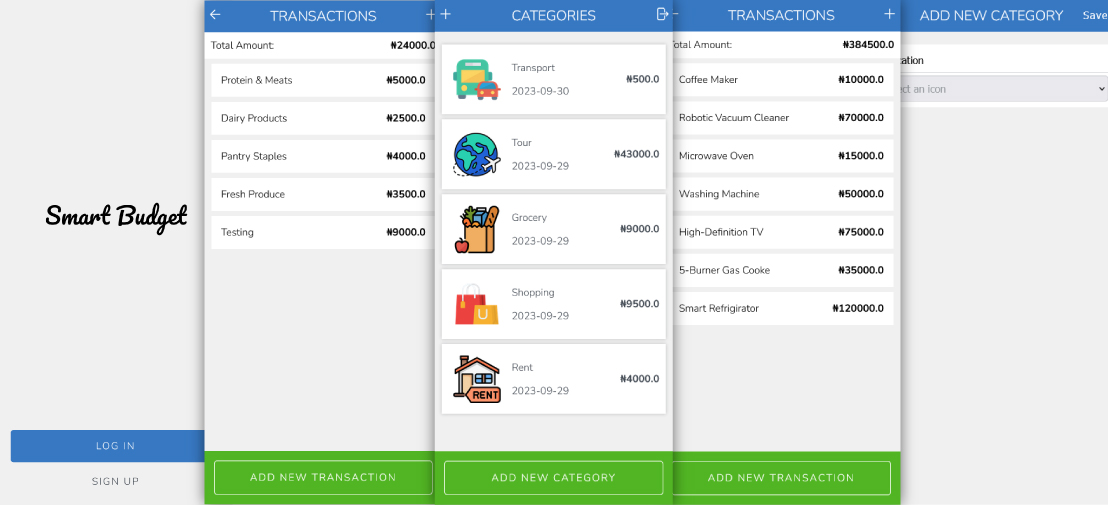 Smart Budget
LOG IN
SIGN UP
TRANSACTIONS
Total Amount: ₦24000.0
Protein & Meats ₦5000.0
Dairy Products ₦2500.0
Pantry Staples ₦4000.0
Fresh Produce ₦3500.0
Testing ₦9000.0
ADD NEW TRANSACTION
CATEGORIES
Transport
2023-09-30
₦500.0
Tour
2023-09-29
₦43000.0
Grocery
2023-09-29
₦9000.0
Shopping
2023-09-29
₦9500.0
Rent
2023-09-29
₦4000.0
RENT
ADD NEW CATEGORY
TRANSACTIONS
otal Amount: ₦384500.0
Coffee Maker ₦10000.0
Robotic Vacuum Cleaner ₦70000.0
Microwave Oven ₦15000.0
Washing Machine ₦50000.0
High-Definition TV ₦75000.0
5-Burner Gas Cooke ₦35000.0
Smart Refrigirator ₦120000.0
ADD NEW TRANSACTION
ADD NEW CATEGORY Save
tation
ect an icon